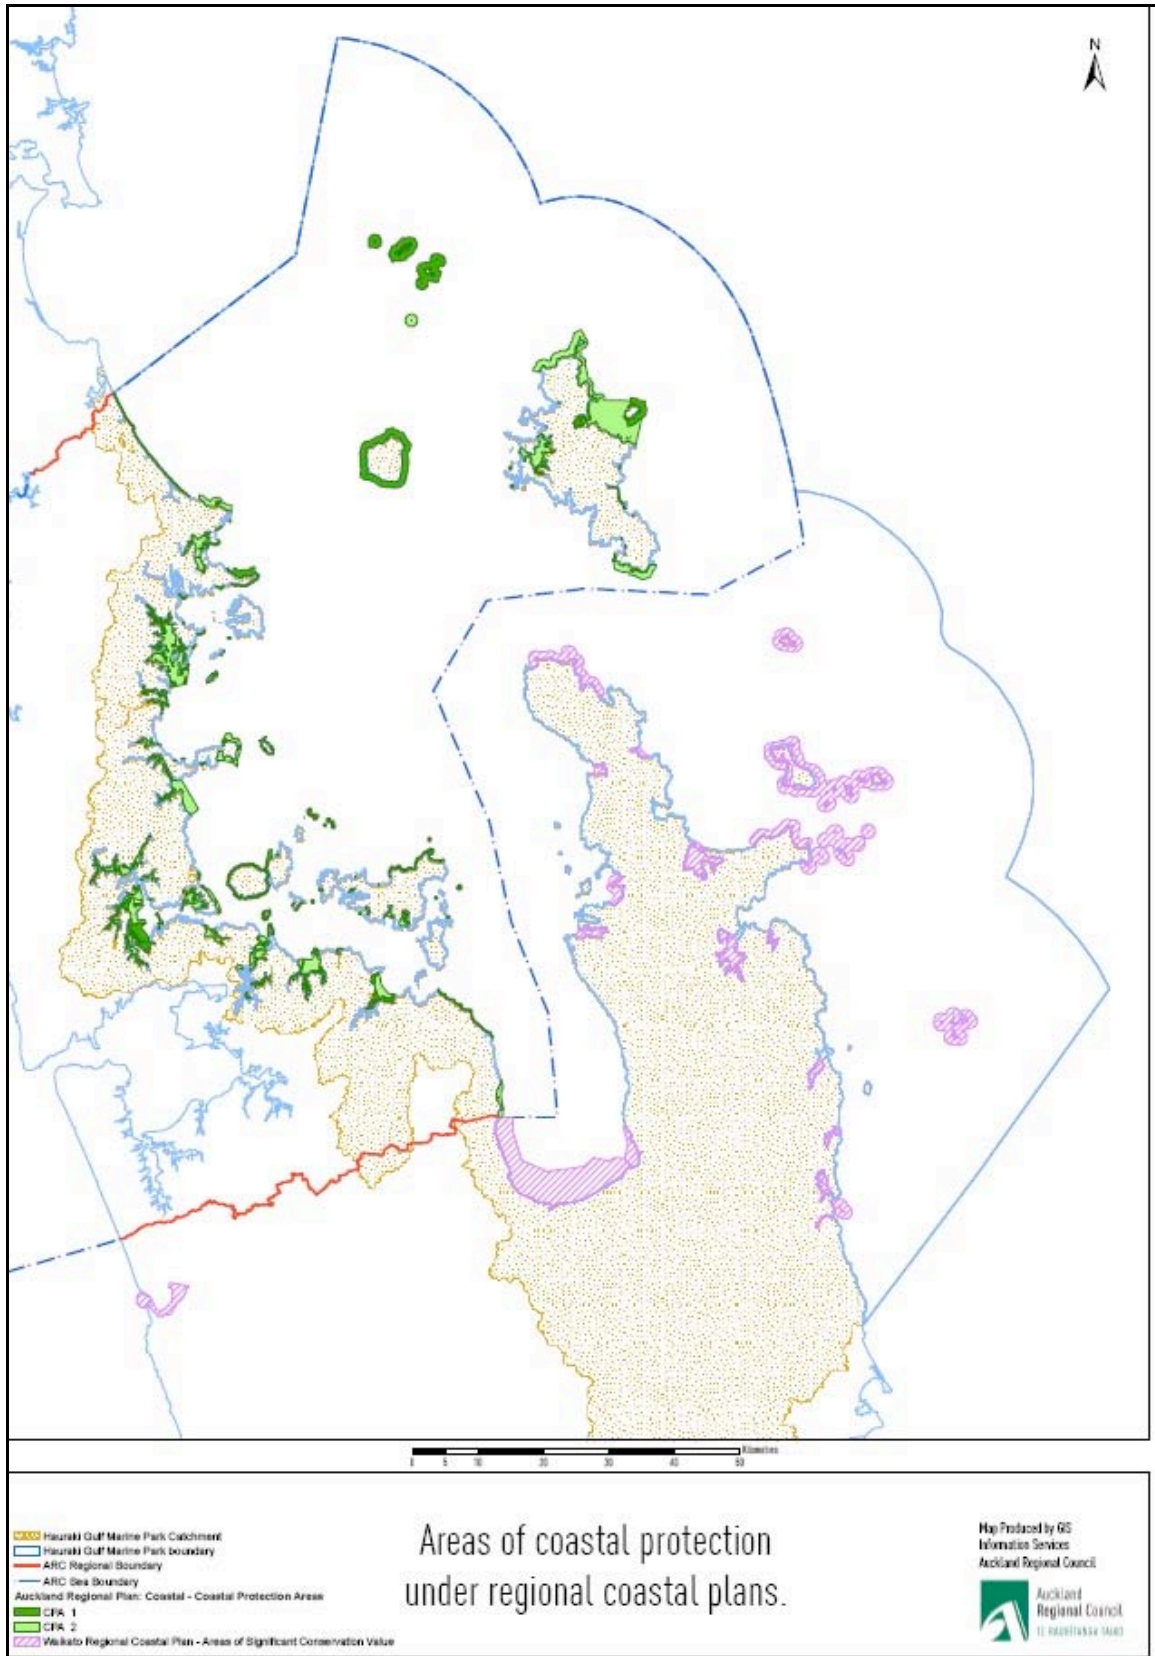 N
Kilometres
0 5 10 20 30 40 50
Hauraki Gulf Marine Park Catchment
Hauraki Gulf Marine Park boundary
ARC Regional Boundary
ARC Sea Boundary
Auckland Regional Plan: Coastal - Coastal Protection Areas
CPA 1
CPA 2
Waikato Regional Coastal Plan - Areas of Significant Conservation Value
Areas of coastal protection
under regional coastal plans.
Map Produced by GIS
Information Services
Auckland Regional Council
Auckland
Regional Council
TE RAUHĪTANGA TAIAO